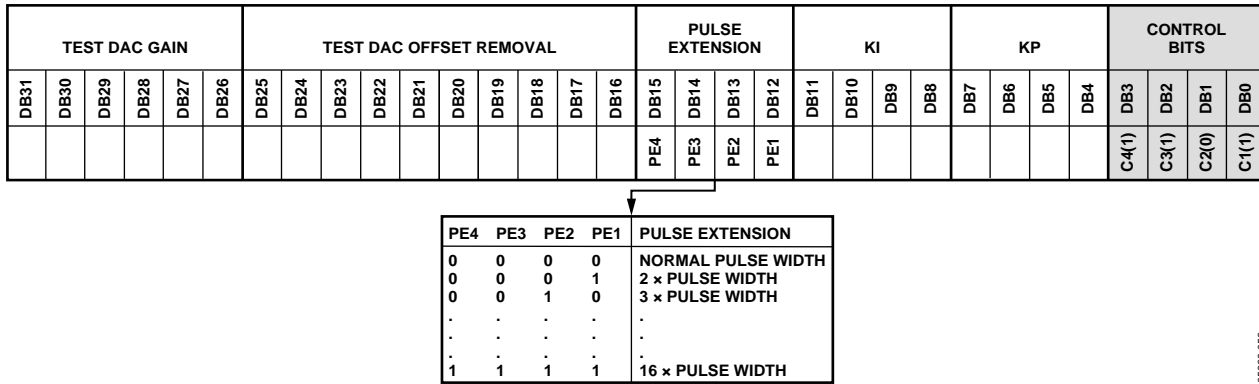 TEST DAC GAIN
TEST DAC OFFSET REMOVAL
PULSE
EXTENSION
KI
KP
CONTROL
BITS
DB31 DB30 DB29 DB28 DB27 DB26 DB25 DB24 DB23 DB22 DB21 DB20 DB19 DB18 DB17 DB16 DB15 DB14 DB13 DB12 DB11 DB10 DB9 DB8 DB7 DB6 DB5 DB4 DB3 DB2 DB1 DB0
PE4 PE3 PE2 PE1 C4(1) C3(1) C2(0) C1(1)
PE4 PE3 PE2 PE1 PULSE EXTENSION
0 0 0 0 NORMAL PULSE WIDTH
0 0 0 1 2 × PULSE WIDTH
0 0 1 0 3 × PULSE WIDTH
. . . . .
. . . . .
. . . . .
1 1 1 1 16 × PULSE WIDTH